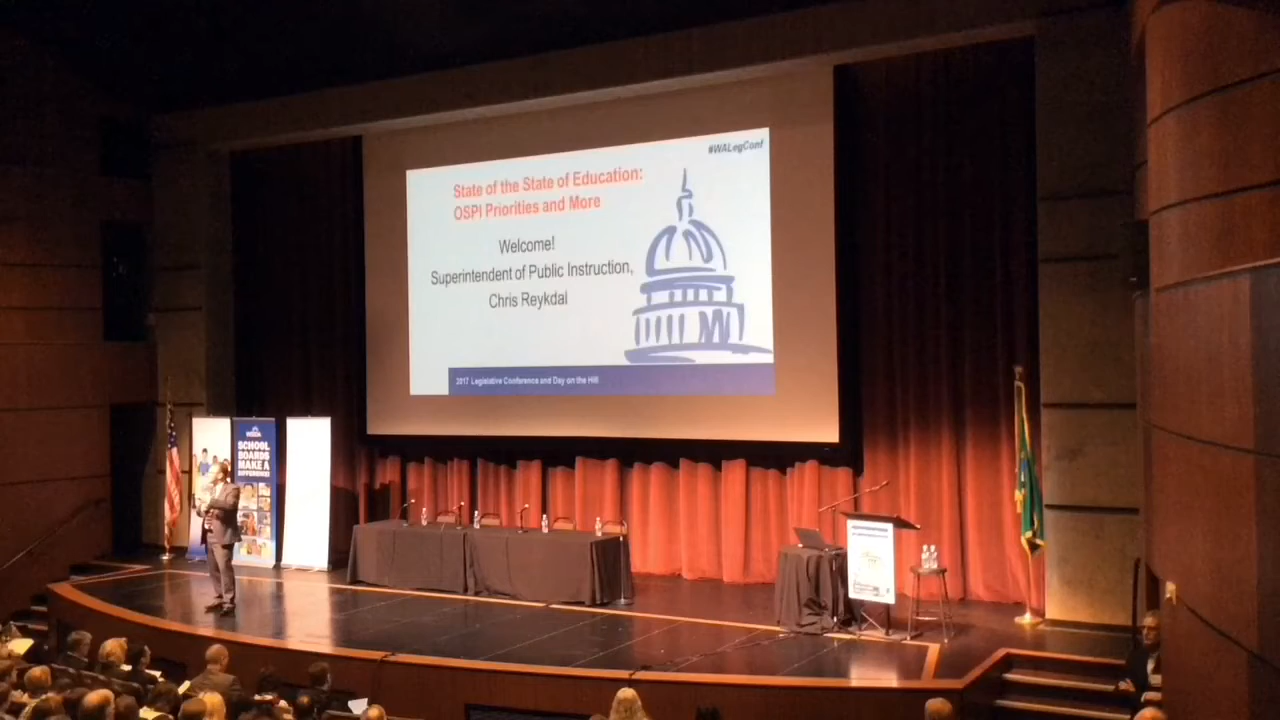 #WALegConf
State of the State of Education:
OSPI Priorities and More
Welcome!
Superintendent of Public Instruction,
Chris Reykdal
2017 Legislative Conference and Day on the Hill
SCHOOL
BOARDS
MAKE A
DIFFERENCE!